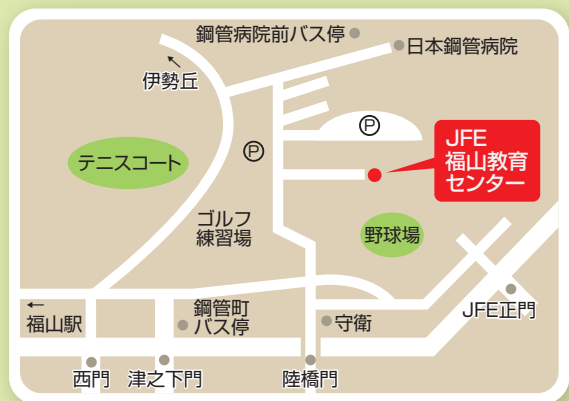 鋼管病院前バス停
日本鋼管病院
伊勢丘
P
P
JFE
福山教育
センター
テニスコート
ゴルフ
練習場
野球場
福山駅
鋼管町
バス停
守衛
JFE正門
西門
津之下門
陸橋門